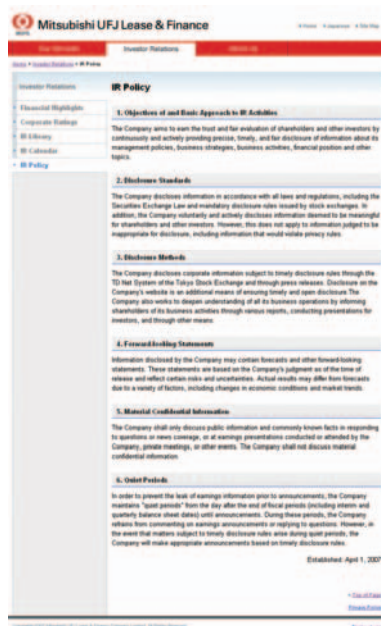 Mitsubishi UFJ Lease & Finance
Investor Relations
Home > Investor Relations > IR Policy
Investor Relations
IR Policy
Financial Highlights
Corporate Ratings
IR Library
IR Calendar
IR Policy
1. Objectives of and Basic Approach to IR Activities
The Company aims to earn the trust and fair evaluation of shareholders and other investors by
continuously and actively providing precise, timely, and fair disclosure of information about its
management policies, business strategies, business activities, financial position and other
topics.
2. Disclosure Standards
The Company discloses information in accordance with all laws and regulations, including the
Securities Exchange Law and mandatory disclosure rules issued by stock exchanges. In
addition, the Company voluntarily and actively discloses information deemed to be meaningful
for shareholders and other investors. However, this does not apply to information judged to be
inappropriate for disclosure, including information that would violate privacy rules.
3. Disclosure Methods
The Company discloses corporate information subject to timely disclosure rules through the
TD Net System of the Tokyo Stock Exchange and through press releases. Disclosure on the
Company's website is an additional means of ensuring timely and open disclosure. The
Company also works to deepen understanding of all its business operations by informing
shareholders of its business activities through various reports, conducting presentations for
investors, and through other means.
4. Forward-looking Statements
Information disclosed by the Company may contain forecasts and other forward-looking
statements. These statements are based on the Company's judgment as of the time of
release and reflect certain risks and uncertainties. Actual results may differ from forecasts
due to a variety of factors, including changes in economic conditions and market trends.
5. Material Confidential Information
The Company shall only discuss public information and commonly known facts in responding
to questions or news coverage, or at earnings presentations conducted or attended by the
Company, private meetings, or other events. The Company shall not discuss material
confidential information.
6. Quiet Periods
In order to prevent the leak of earnings information prior to announcements, the Company
maintains "quiet periods" from the day after the end of fiscal periods (including interim and
quarterly balance sheet dates) until announcements. During these periods, the Company
refrains from commenting on earnings announcements or replying to questions. However, in
the event that matters subject to timely disclosure rules arise during quiet periods, the
Company will make appropriate announcements based on timely disclosure rules.
Established: April 1, 2007
Top of Page